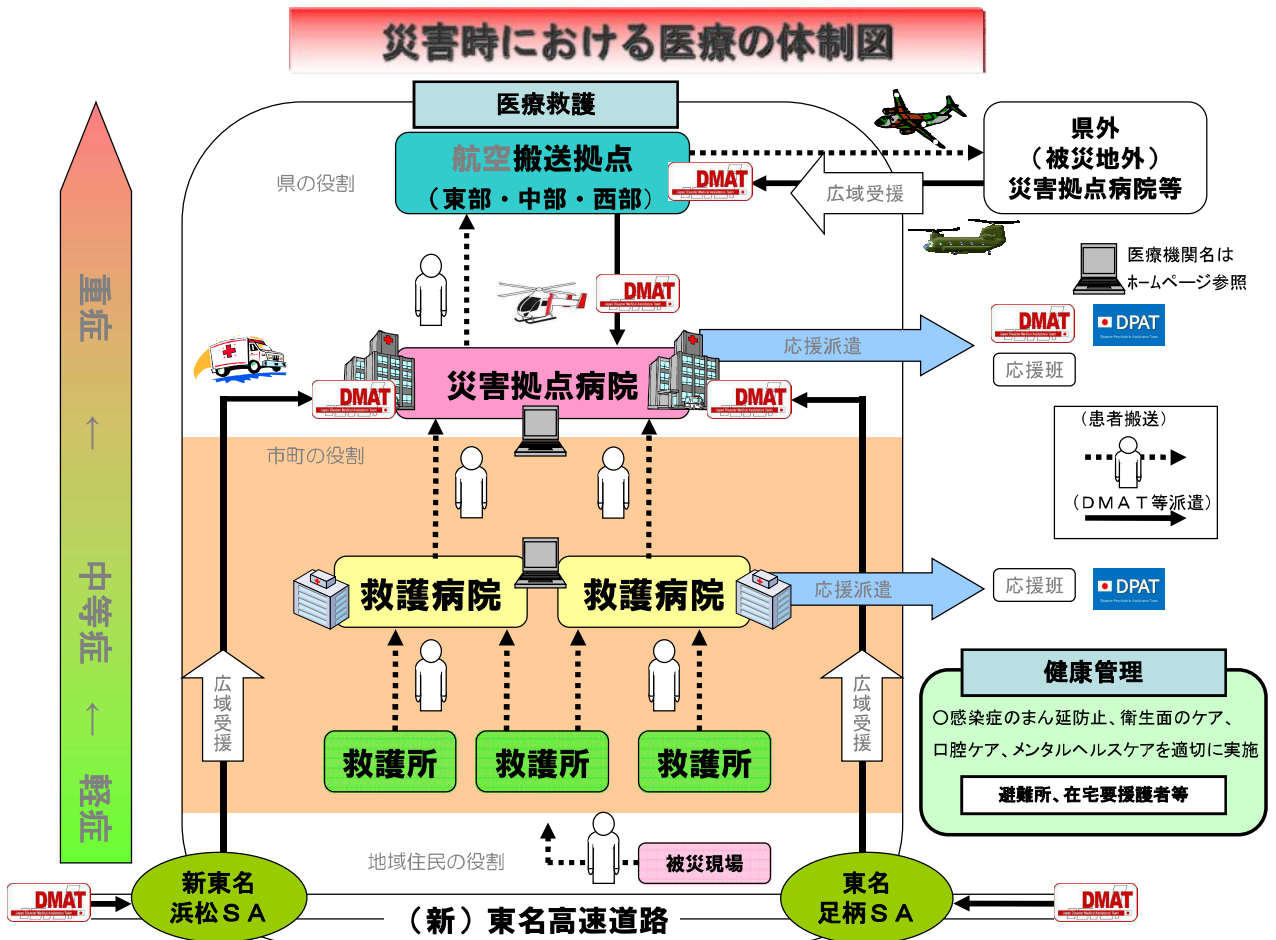 災害時における医療の体制図
医療救護
航空搬送拠点
（東部・中部・西部）
DMAT
県の役割
広域受援
県外
（被災地外）
災害拠点病院等
医療機関名は
ホームページ参照
DMAT
DMAT
DPAT
応援班
応援派遣
災害拠点病院
DMAT
DMAT
重症
←
中等症
←
軽症
市町の役割
（患者搬送）
（ＤＭＡＴ等派遣）
救護病院
救護病院
応援派遣
応援班
DPAT
広域受援
広域受援
救護所
救護所
救護所
健康管理
○感染症のまん延防止、衛生面のケア、
口腔ケア、メンタルヘルスケアを適切に実施
避難所、在宅要援護者等
地域住民の役割
被災現場
DMAT
新東名
浜松ＳＡ
（新）東名高速道路
東名
足柄ＳＡ
DMAT